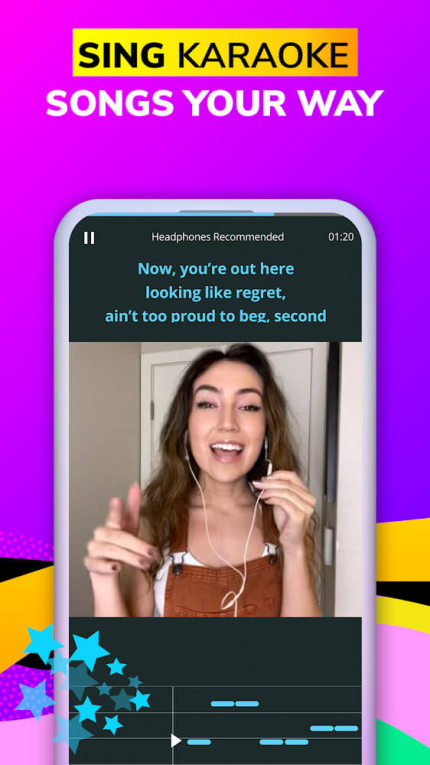 SING KARAOKE
SONGS YOUR WAY
Headphones Recommended 01:20
Now, you're out here
looking like regret,
ain't too proud to beg, second